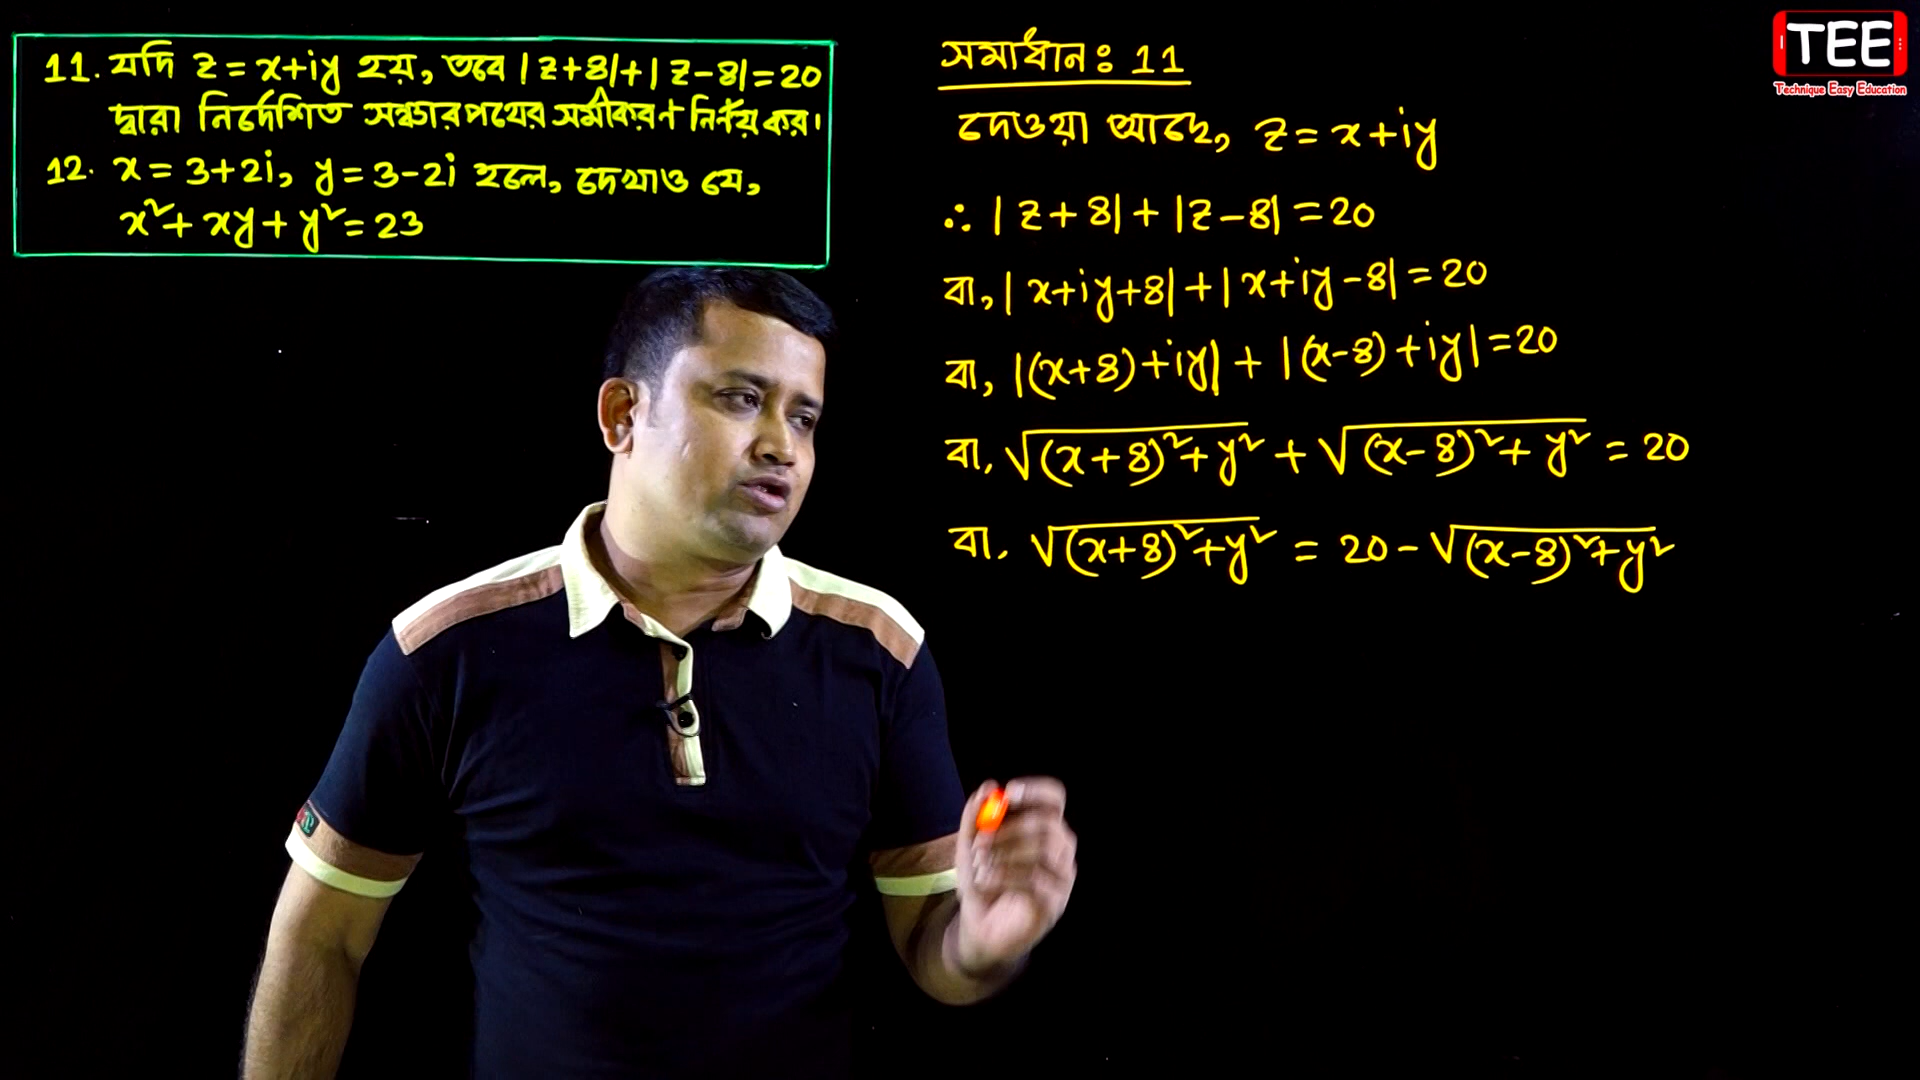 11. যদি z = x+iy হয়, তবে |z+8|+|z-8|=20
দ্বারা নির্দেশিত সঞ্চারপথের সমীকরণ নির্ণয় কর।
12. x = 3+2i, y = 3-2i হলে, দেখাও যে,
x²+ xy + y² = 23
সমাধানঃ 11
দেওয়া আছে, z = x+iy
∴ |z+8| + |z-8| = 20
বা, |x+iy+8|+|x+iy-8| = 20
বা, |(x+8)+iy| + |(x-8)+iy| = 20
বা, √(x+8)²+y² + √(x-8)²+y² = 20
বা, √(x+8)²+y² = 20 - √(x-8)²+y²
TEE
Technique Easy Education